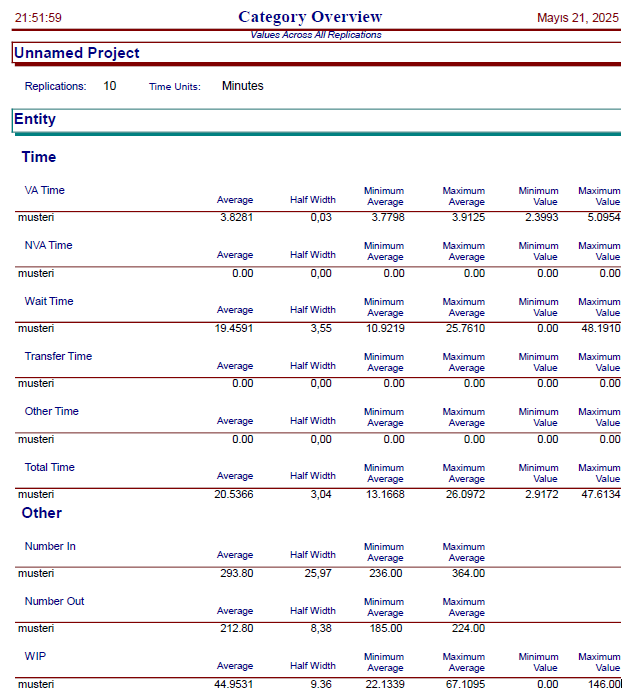 21:51:59 Category Overview Mayıs 21, 2025
Values Across All Replications
Unnamed Project
Replications: 10 Time Units: Minutes
Entity
Time
VA Time Average Half Width Minimum Average Maximum Average Minimum Value Maximum Value
musteri 3.8281 0,03 3.7798 3.9125 2.3993 5.0954
NVA Time Average Half Width Minimum Average Maximum Average Minimum Value Maximum Value
musteri 0.00 0,00 0.00 0.00 0.00 0.00
Wait Time Average Half Width Minimum Average Maximum Average Minimum Value Maximum Value
musteri 19.4591 3,55 10.9219 25.7610 0.00 48.1910
Transfer Time Average Half Width Minimum Average Maximum Average Minimum Value Maximum Value
musteri 0.00 0,00 0.00 0.00 0.00 0.00
Other Time Average Half Width Minimum Average Maximum Average Minimum Value Maximum Value
musteri 0.00 0,00 0.00 0.00 0.00 0.00
Total Time Average Half Width Minimum Average Maximum Average Minimum Value Maximum Value
musteri 20.5366 3,04 13.1668 26.0972 2.9172 47.6134
Other
Number In Average Half Width Minimum Average Maximum Average
musteri 293.80 25,97 236.00 364.00
Number Out Average Half Width Minimum Average Maximum Average
musteri 212.80 8,38 185.00 224.00
WIP Average Half Width Minimum Average Maximum Average Minimum Value Maximum Value
musteri 44.9531 9,36 22.1339 67.1095 0.00 146.00